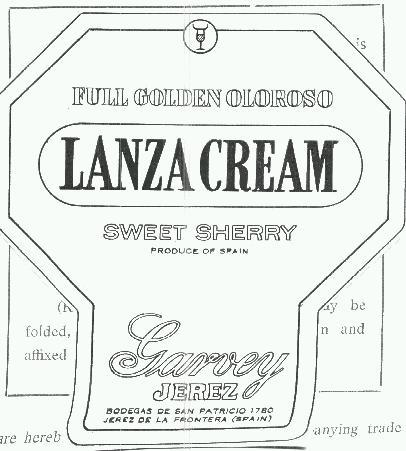 is
FULL GOLDEN OLOROSO
LANZA CREAM
SWEET SHERRY
PRODUCE OF SPAIN
may be
folded, n and
affixed
Garvey
JEREZ
BODEGAS DE SAN PATRICIO 1780
JEREZ DE LA FRONTERA (SPAIN)
are hereb anying trade